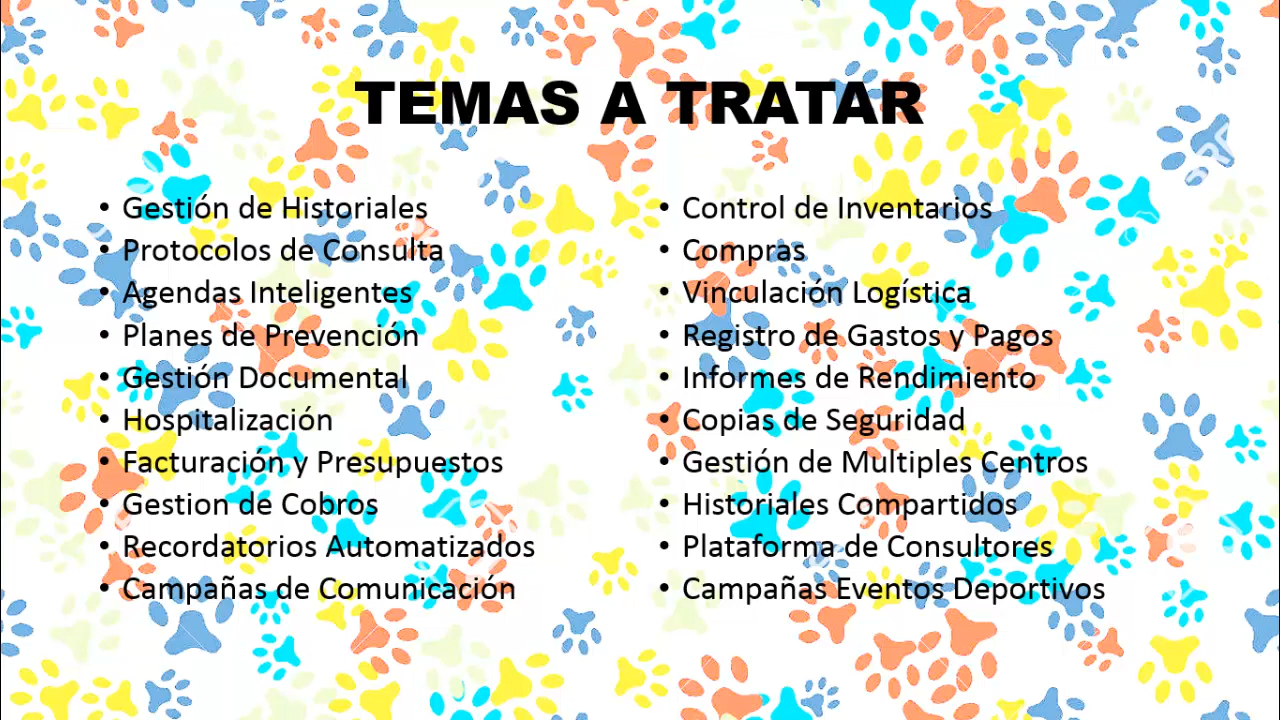 TEMAS A TRATAR
• Gestión de Historiales
• Protocolos de Consulta
• Agendas Inteligentes
• Planes de Prevención
• Gestión Documental
• Hospitalización
• Facturación y Presupuestos
• Gestion de Cobros
• Recordatorios Automatizados
• Campañas de Comunicación
• Control de Inventarios
• Compras
• Vinculación Logística
• Registro de Gastos y Pagos
• Informes de Rendimiento
• Copias de Seguridad
• Gestión de Multiples Centros
• Historiales Compartidos
• Plataforma de Consultores
• Campañas Eventos Deportivos